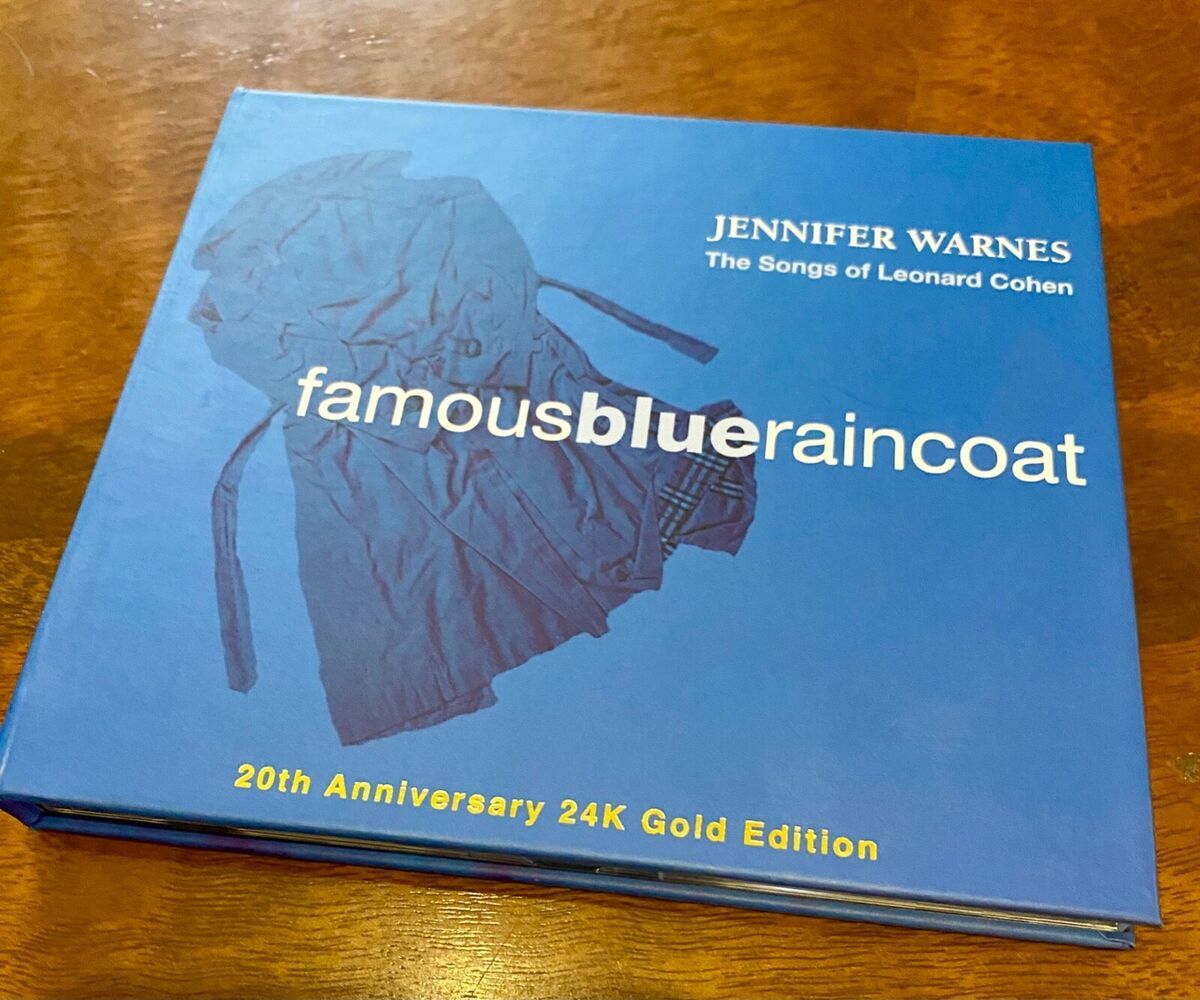 JENNIFER WARNES
The Songs of Leonard Cohen
famousblueraincoat
20th Anniversary 24K Gold Edition